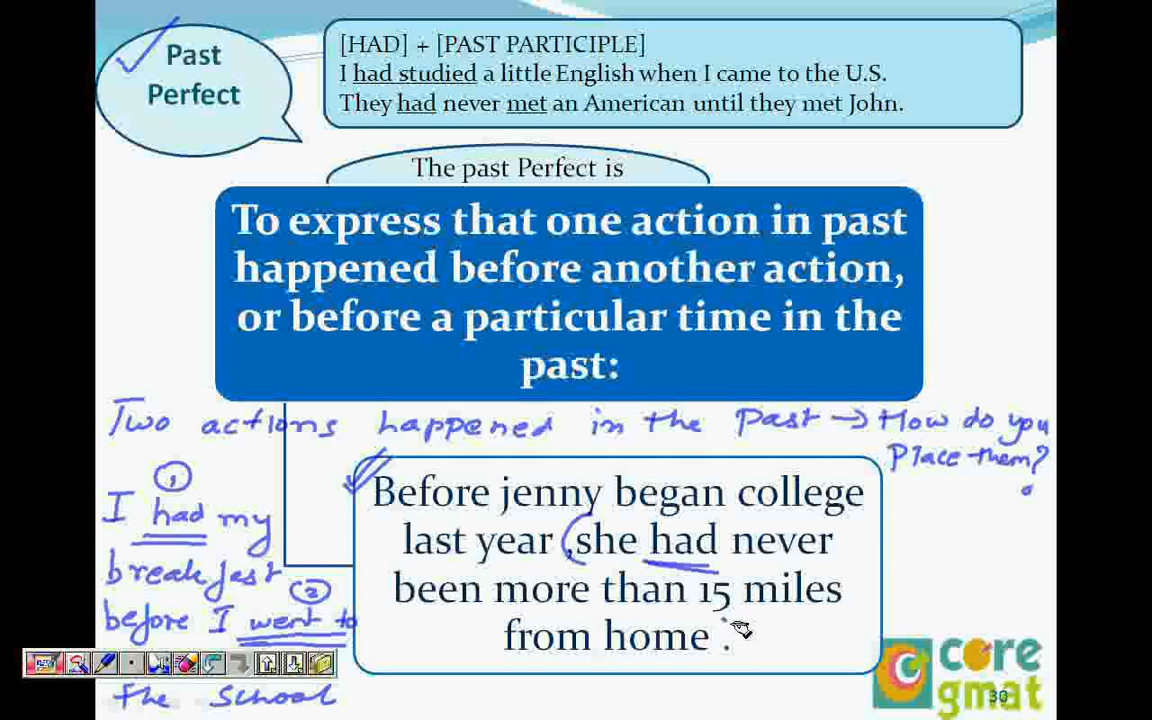 Past
Perfect
[HAD] + [PAST PARTICIPLE]
I had studied a little English when I came to the U.S.
They had never met an American until they met John.
The past Perfect is
To express that one action in past
happened before another action,
or before a particular time in the
past:
Two actions happened in the Past → How do you
Place them?
Before jenny began college
last year ,she had never
been more than 15 miles
from home .
1
I had my
breakfest
2
before I went to
the School
core
gmat
30